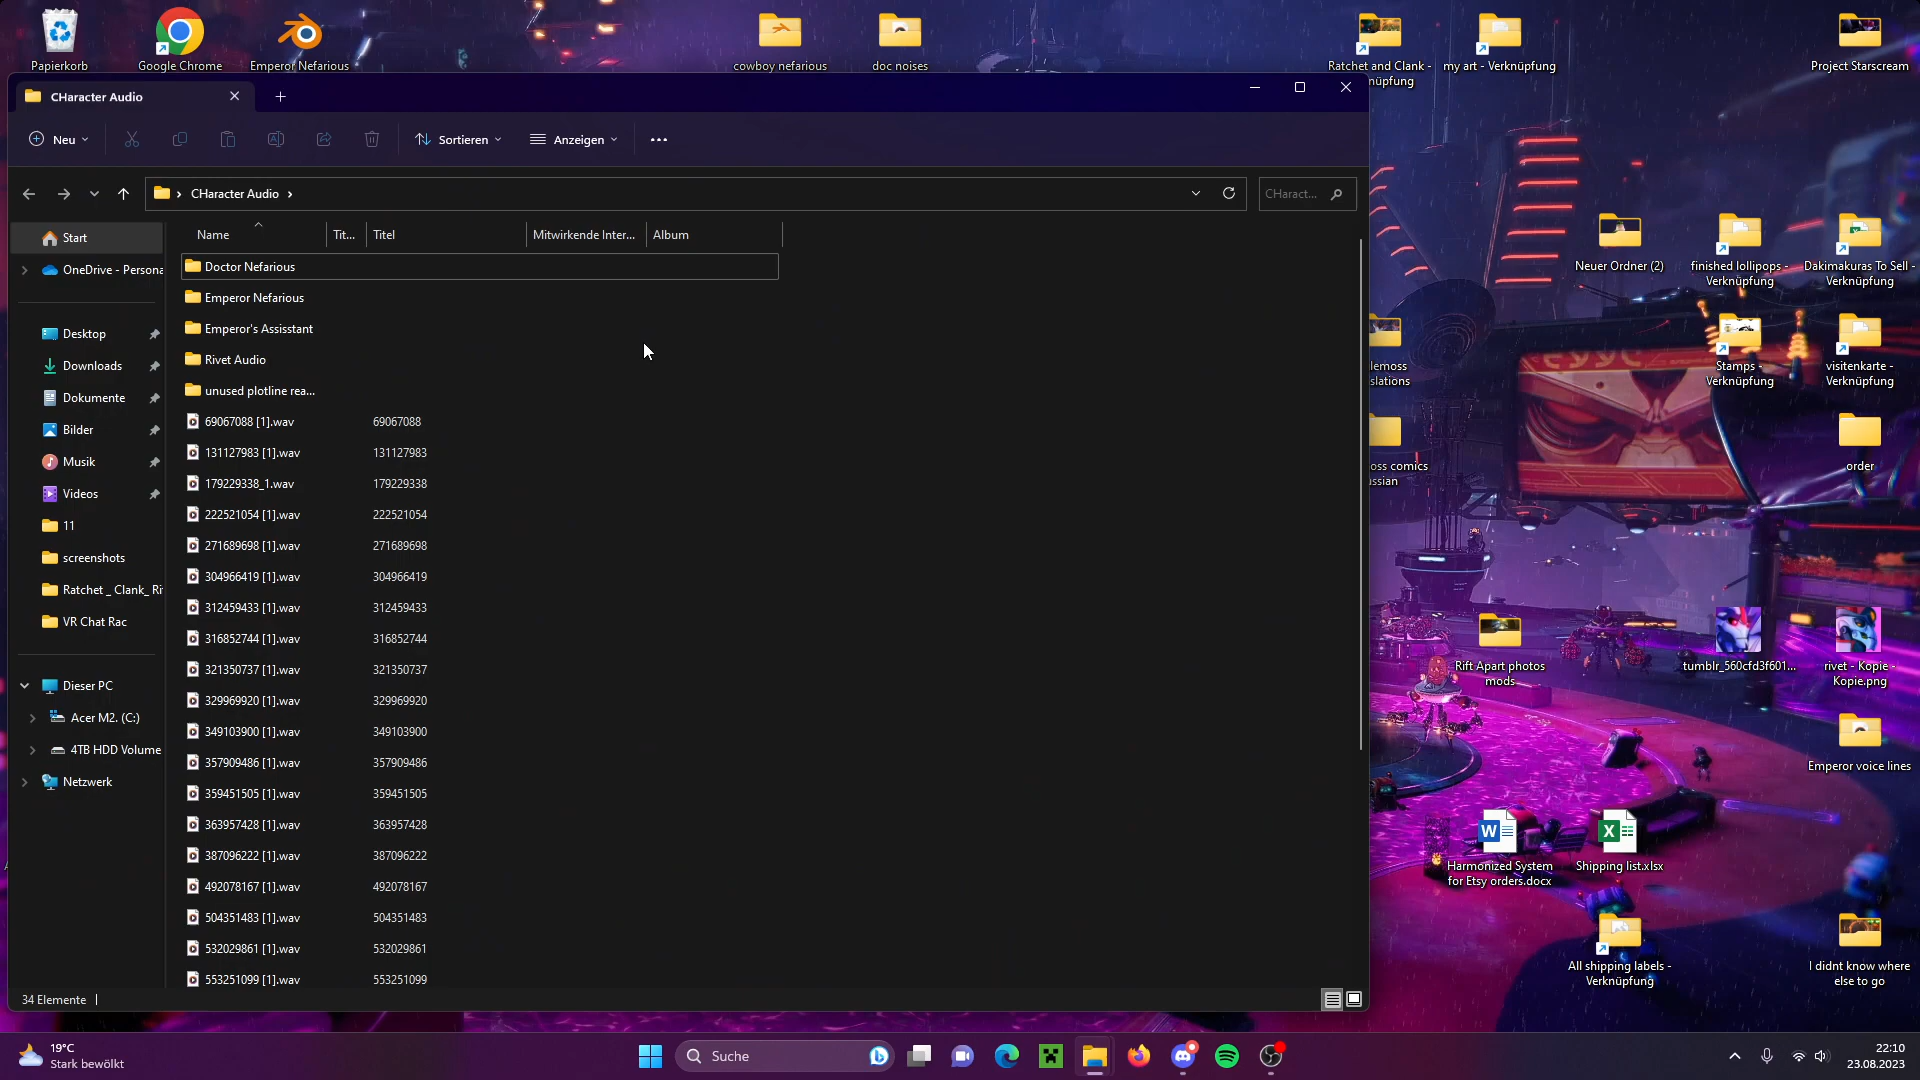 Papierkorb
Google Chrome
Emperor Nefarious
cowboy nefarious
doc noises
Ratchet and Clank -
nüpfung
my art - Verknüpfung
Project Starscream
CHaracter Audio
Neu
Sortieren
Anzeigen
CHaracter Audio
CHaract...
Name
Tit...
Titel
Mitwirkende Inter...
Album
Start
OneDrive - Persona
Desktop
Downloads
Dokumente
Bilder
Musik
Videos
11
screenshots
Ratchet _ Clank_ Ri
VR Chat Rac
Dieser PC
Acer M2. (C:)
4TB HDD Volume
Netzwerk
Doctor Nefarious
Emperor Nefarious
Emperor's Assisstant
Rivet Audio
unused plotline rea...
69067088 [1].wav 69067088
131127983 [1].wav 131127983
179229338_1.wav 179229338
222521054 [1].wav 222521054
271689698 [1].wav 271689698
304966419 [1].wav 304966419
312459433 [1].wav 312459433
316852744 [1].wav 316852744
321350737 [1].wav 321350737
329969920 [1].wav 329969920
349103900 [1].wav 349103900
357909486 [1].wav 357909486
359451505 [1].wav 359451505
363957428 [1].wav 363957428
387096222 [1].wav 387096222
492078167 [1].wav 492078167
504351483 [1].wav 504351483
532029861 [1].wav 532029861
553251099 [1].wav 553251099
34 Elemente
Neuer Ordner (2)
finished lollipops -
Verknüpfung
Dakimakuras To Sell -
Verknüpfung
lemoss
slations
Stamps -
Verknüpfung
visitenkarte -
Verknüpfung
oss comics
ssian
order
Rift Apart photos
mods
tumblr_560cfd3f601...
rivet - Kopie -
Kopie.png
Emperor voice lines
Harmonized System
for Etsy orders.docx
Shipping list.xlsx
All shipping labels -
Verknüpfung
I didnt know where
else to go
19°C
Stark bewölkt
Suche
22:10
23.08.2023